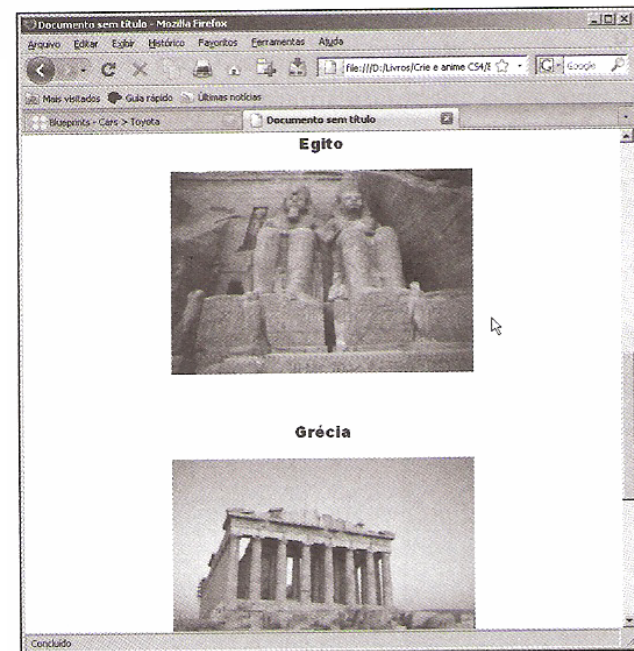 Documento sem título - Mozilla Firefox
Arquivo Editar Exibir Histórico Favoritos Ferramentas Ajuda
file:///D:/Livros/Crie e anime CS4/E
Google
Mais visitados Guia rápido Últimas notícias
Blueprints - Cars > Toyota Documento sem título
Egito
Grécia
Concluído